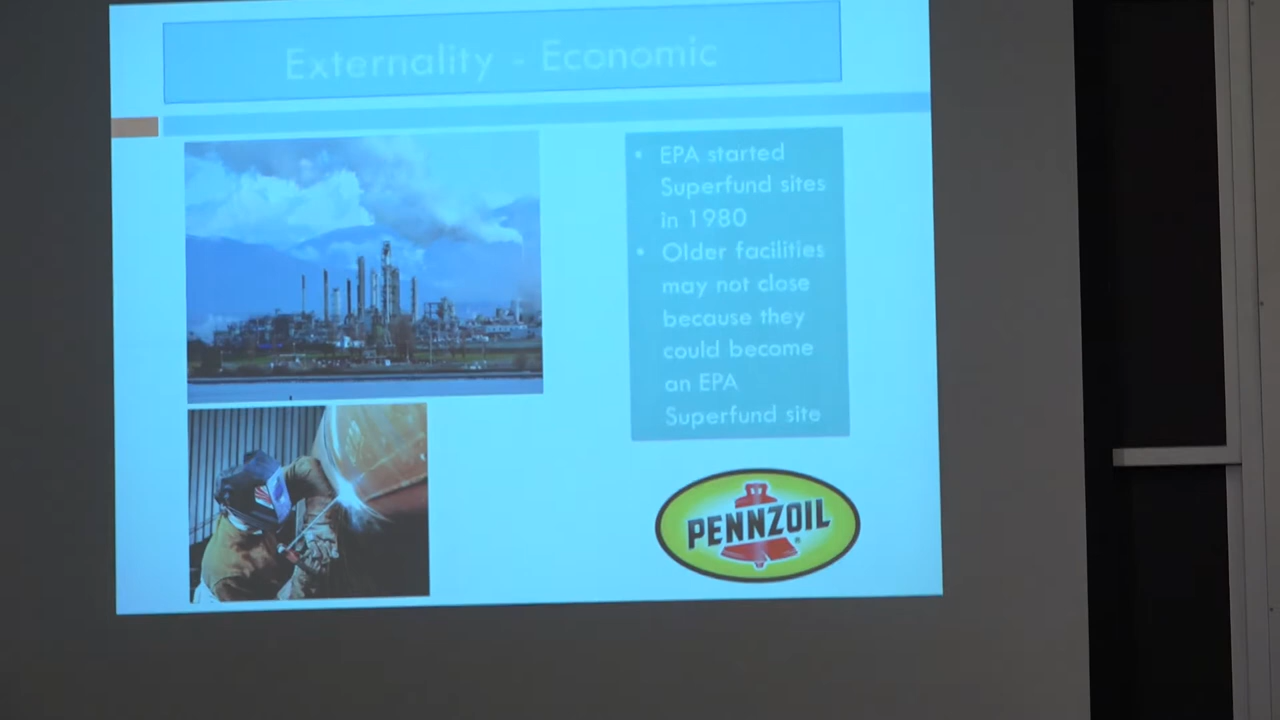 Externality - Economic
• EPA started
Superfund sites
in 1980
• Older facilities
may not close
because they
could become
an EPA
Superfund site
PENNZOIL
®